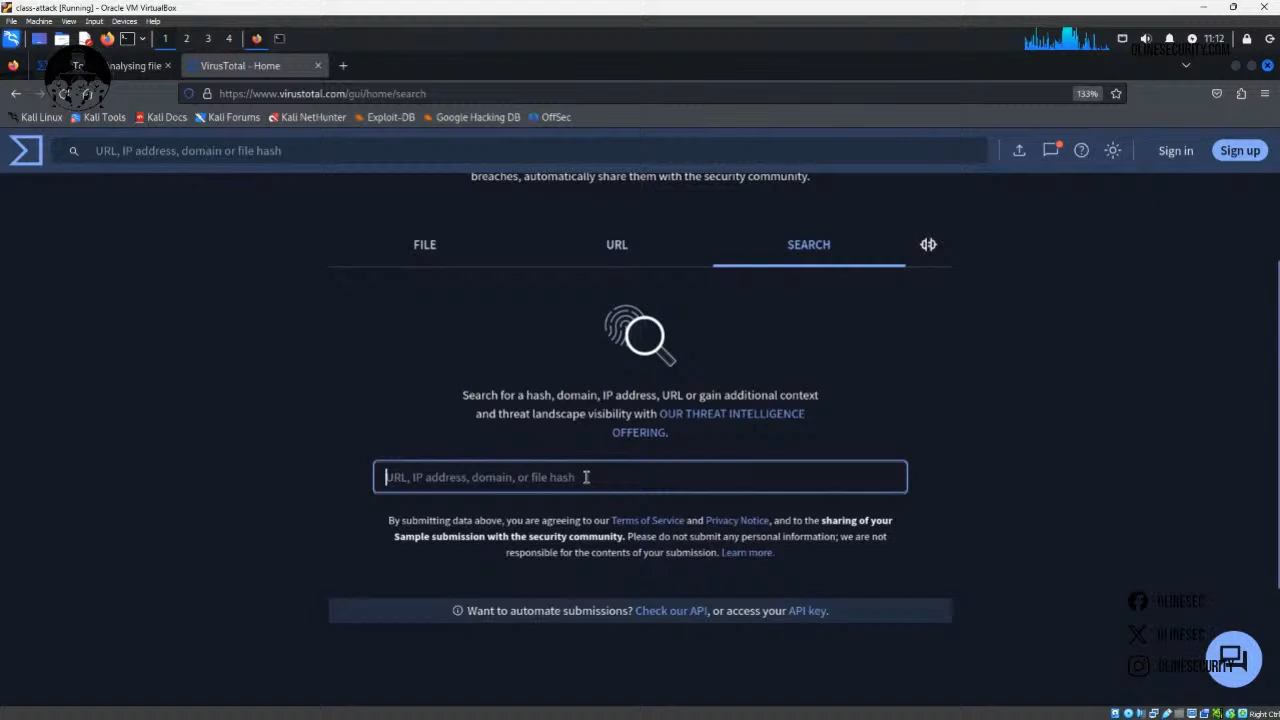 class-attack [Running] - Oracle VM VirtualBox
File Machine View Input Devices Help
1 2 3 4
11:12
OLINESECURITY.COM
To
Analysing file
VirusTotal - Home
https://www.virustotal.com/gui/home/search
133%
Kali Linux Kali Tools Kali Docs Kali Forums Kali NetHunter Exploit-DB Google Hacking DB OffSec
URL, IP address, domain or file hash
Sign in
Sign up
breaches, automatically share them with the security community.
FILE URL SEARCH
Search for a hash, domain, IP address, URL or gain additional context
and threat landscape visibility with OUR THREAT INTELLIGENCE
OFFERING.
URL, IP address, domain, or file hash
By submitting data above, you are agreeing to our Terms of Service and Privacy Notice, and to the sharing of your
Sample submission with the security community. Please do not submit any personal information; we are not
responsible for the contents of your submission. Learn more.
Want to automate submissions? Check our API, or access your API key.
OLINESEC
OLINESEC
OLINESECURITY
Right Ctrl